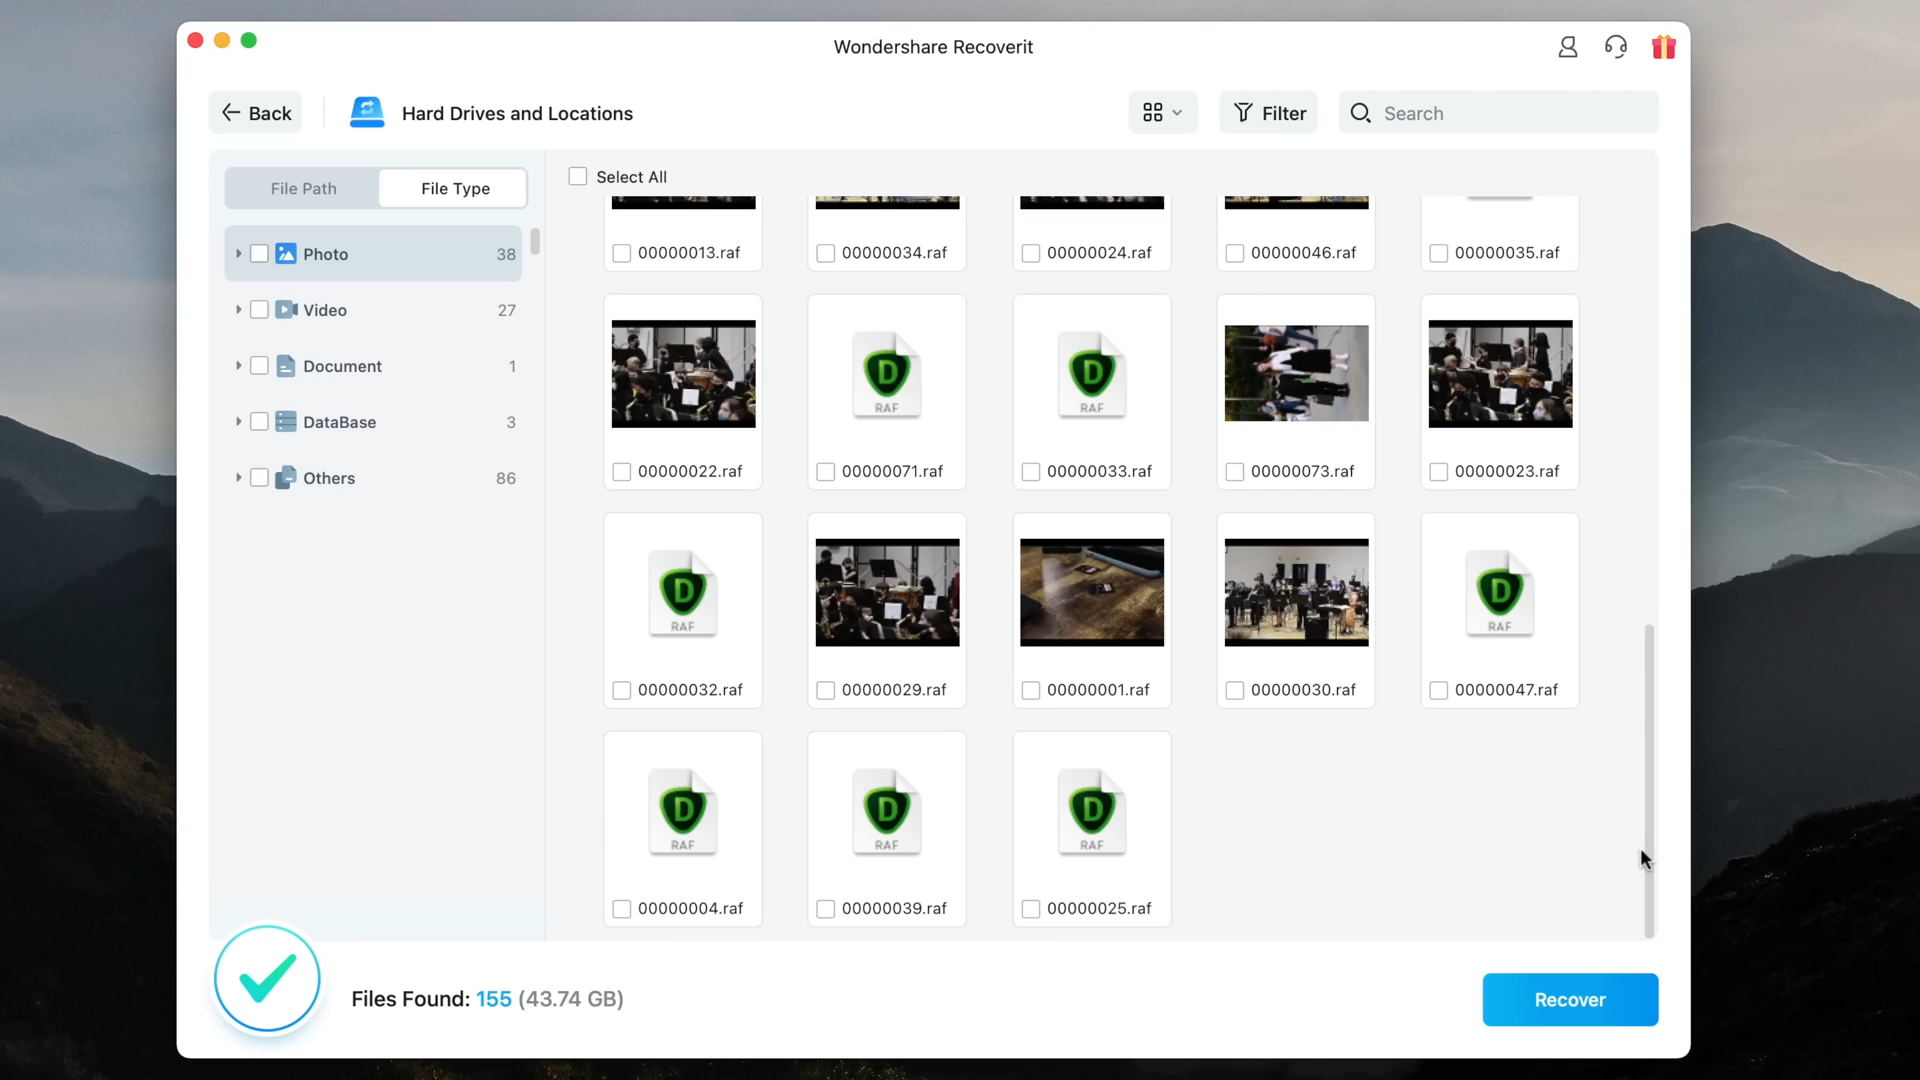 Wondershare Recoverit
Back
Hard Drives and Locations
Filter
Search
File Path
File Type
Select All
Photo 38
Video 27
Document 1
DataBase 3
Others 86
00000013.raf
00000034.raf
00000024.raf
00000046.raf
00000035.raf
D
RAF
D
RAF
00000022.raf
00000071.raf
00000033.raf
00000073.raf
00000023.raf
D
RAF
D
RAF
00000032.raf
00000029.raf
00000001.raf
00000030.raf
00000047.raf
D
RAF
D
RAF
D
RAF
00000004.raf
00000039.raf
00000025.raf
Files Found: 155 (43.74 GB)
Recover